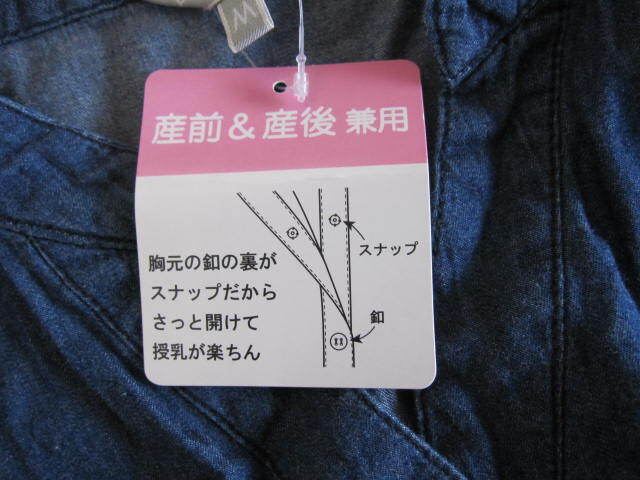 M
産前＆産後 兼用
スナップ
胸元の釦の裏が
スナップだから
さっと開けて
授乳が楽ちん
釦